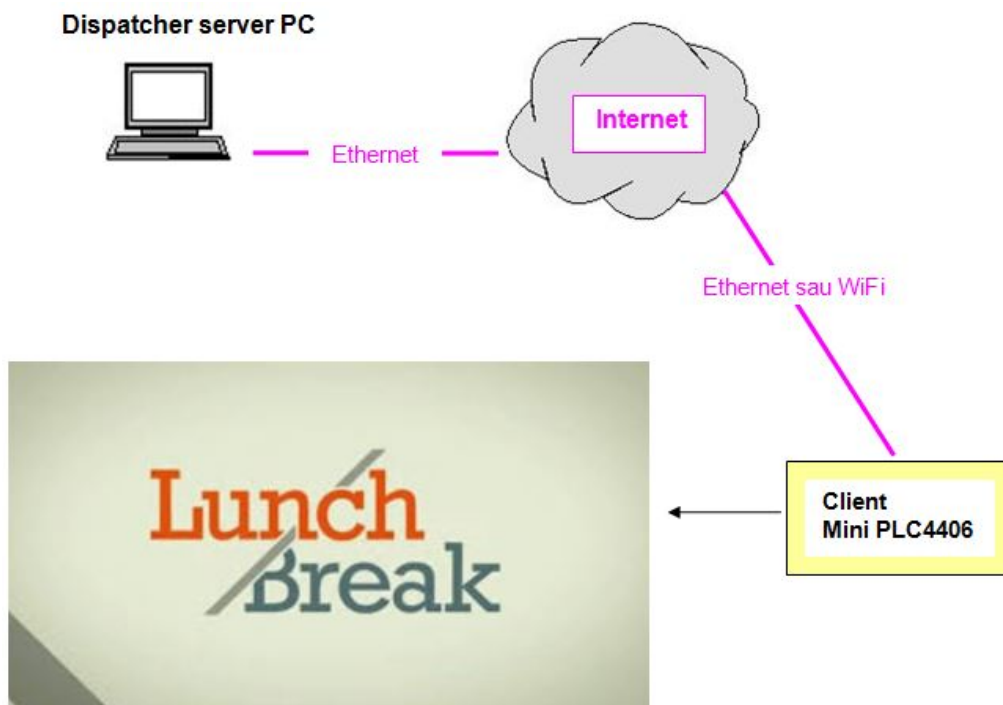 Dispatcher server PC
Internet
Ethernet
Ethernet sau WiFi
Lunch
Break
Client
Mini PLC4406